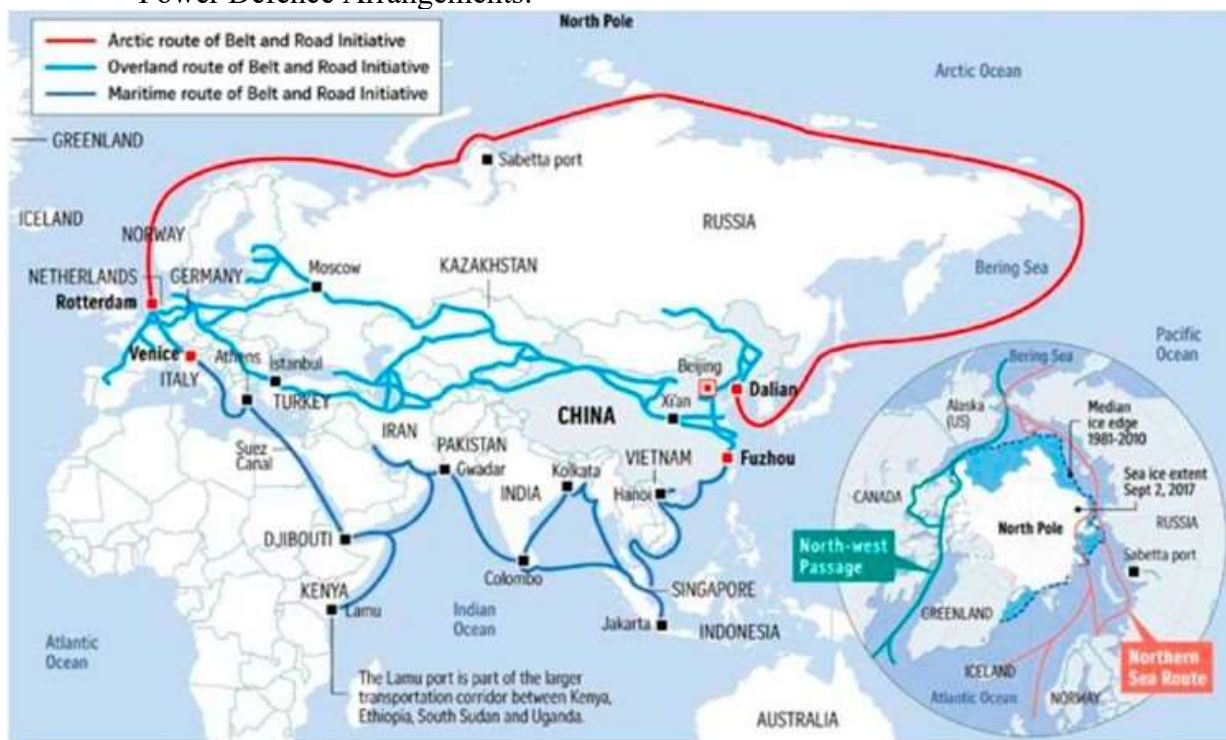 Power Defence Arrangements.
North Pole
Arctic route of Belt and Road Initiative
Overland route of Belt and Road Initiative
Maritime route of Belt and Road Initiative
Arctic Ocean
GREENLAND
Sabetta port
ICELAND
NORWAY
RUSSIA
NETHERLANDS
GERMANY
Moscow
KAZAKHSTAN
Bering Sea
Rotterdam
Pacific
Ocean
Venice
Athens
Istanbul
Beijing
Dalian
ITALY
TURKEY
Xi'an
CHINA
IRAN
Suez
Canal
PAKISTAN
Gwadar
Kolkata
VIETNAM
Fuzhou
INDIA
Hanoi
DJIBOUTI
Colombo
KENYA
Lamu
SINGAPORE
Indian
Ocean
Jakarta
INDONESIA
Atlantic
Ocean
The Lamu port is part of the larger
transportation corridor between Kenya,
Ethiopia, South Sudan and Uganda.
AUSTRALIA
Bering Sea
Alaska
(US)
Median
ice edge
1981-2010
Sea ice extent
Sept 2, 2017
CANADA
North Pole
RUSSIA
North-west
Passage
Sabetta port
GREENLAND
ICELAND
Northern
Sea Route
Atlantic Ocean
NORWAY